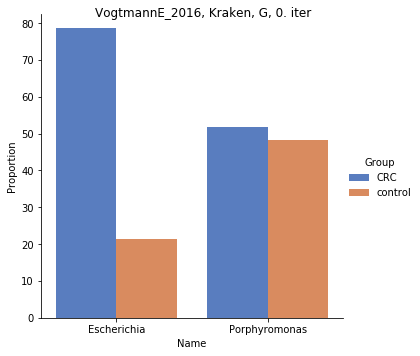 VogtmannE_2016, Kraken, G, 0. iter
80
70
60
50
40
30
20
10
0
Proportion
Escherichia
Porphyromonas
Name
Group
CRC
control